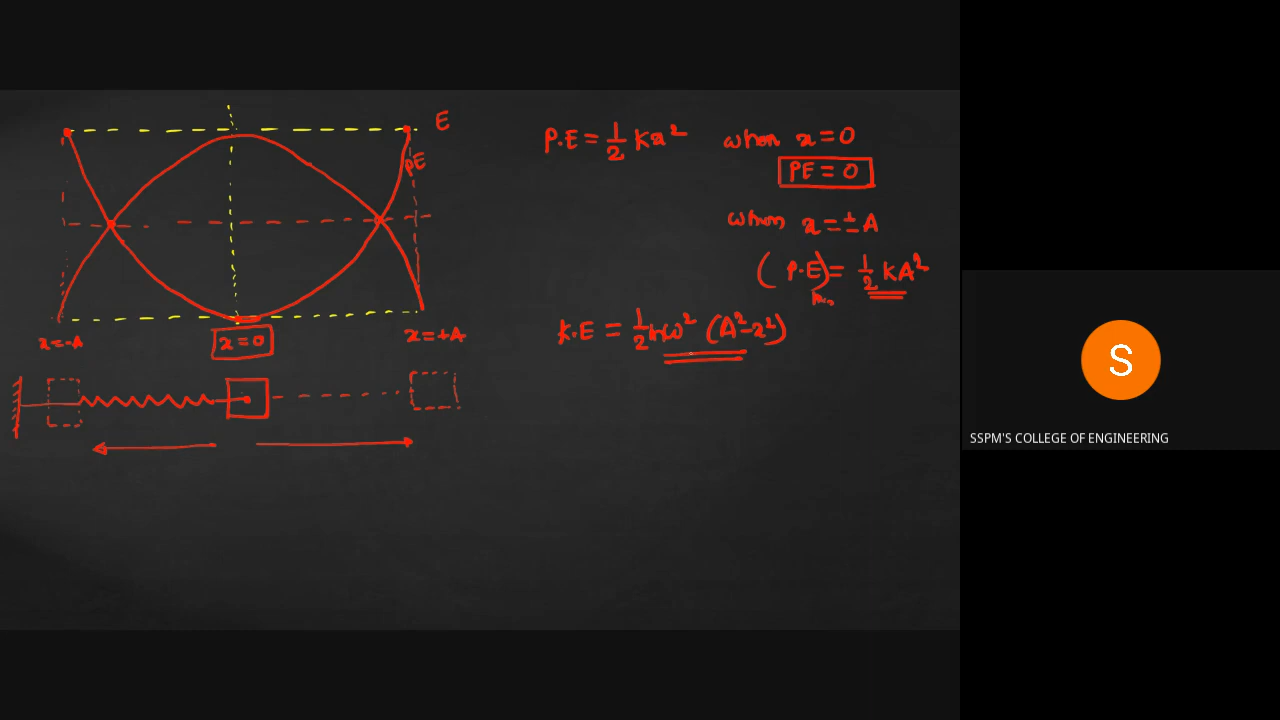 E
PE
x=-A
x=0
x=+A
P.E = 1/2 Kx²
when x=0
PE = 0
when x=±A
(P.E) = 1/2 KA²
K.E = 1/2 mω² (A²-x²)
S
SSPM'S COLLEGE OF ENGINEERING